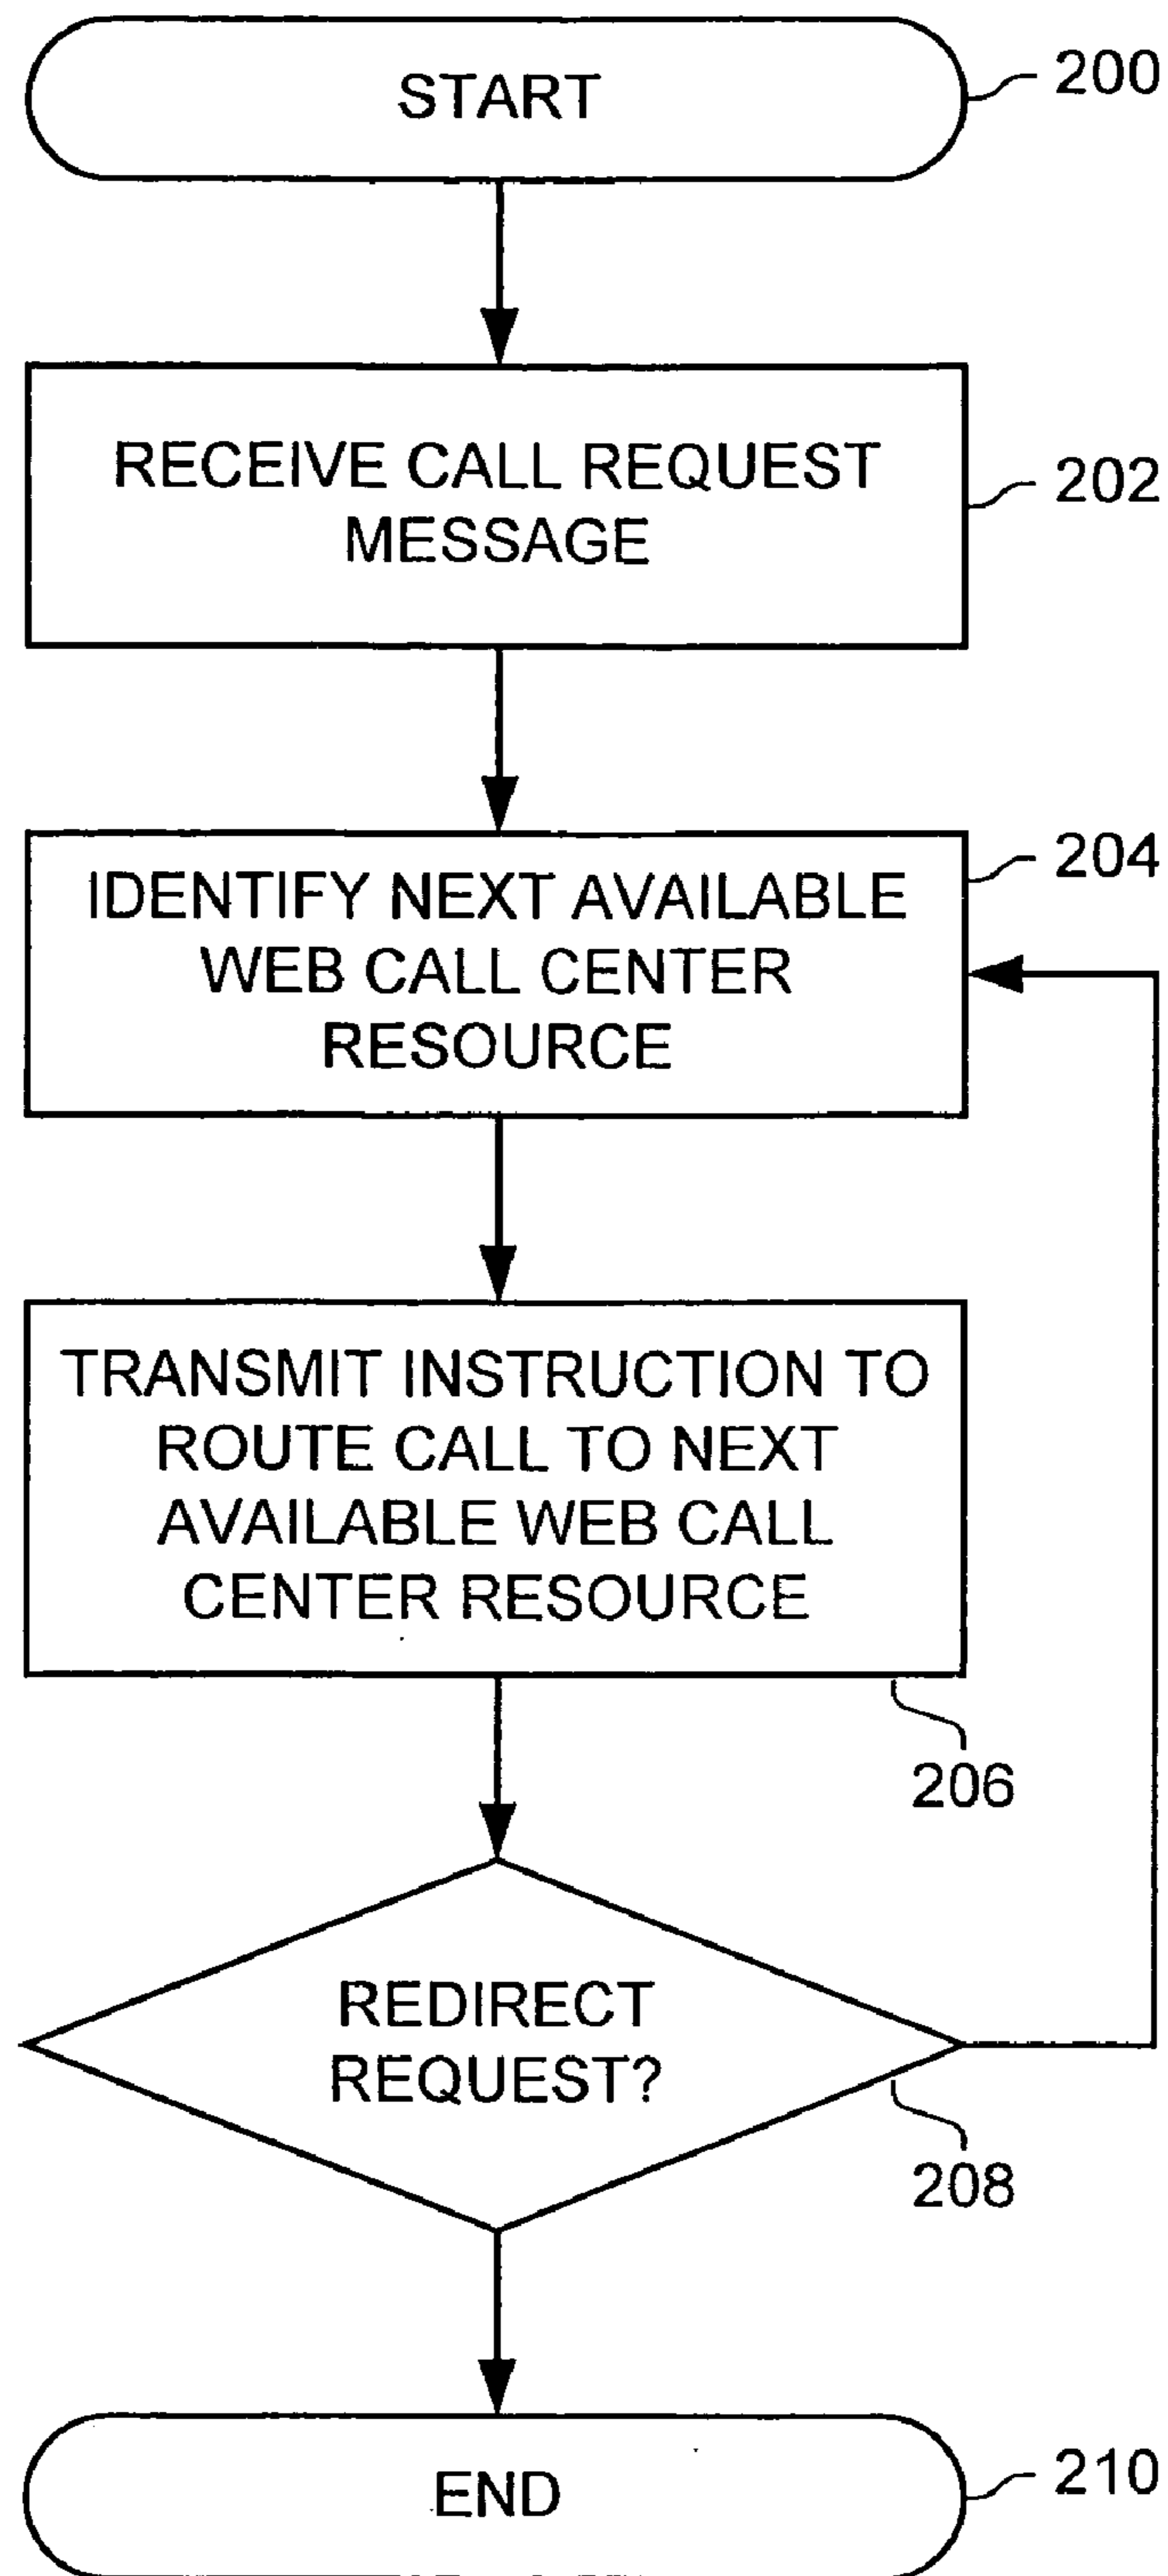 START
200
RECEIVE CALL REQUEST
MESSAGE
202
IDENTIFY NEXT AVAILABLE
WEB CALL CENTER
RESOURCE
204
TRANSMIT INSTRUCTION TO
ROUTE CALL TO NEXT
AVAILABLE WEB CALL
CENTER RESOURCE
206
REDIRECT
REQUEST?
208
END
210